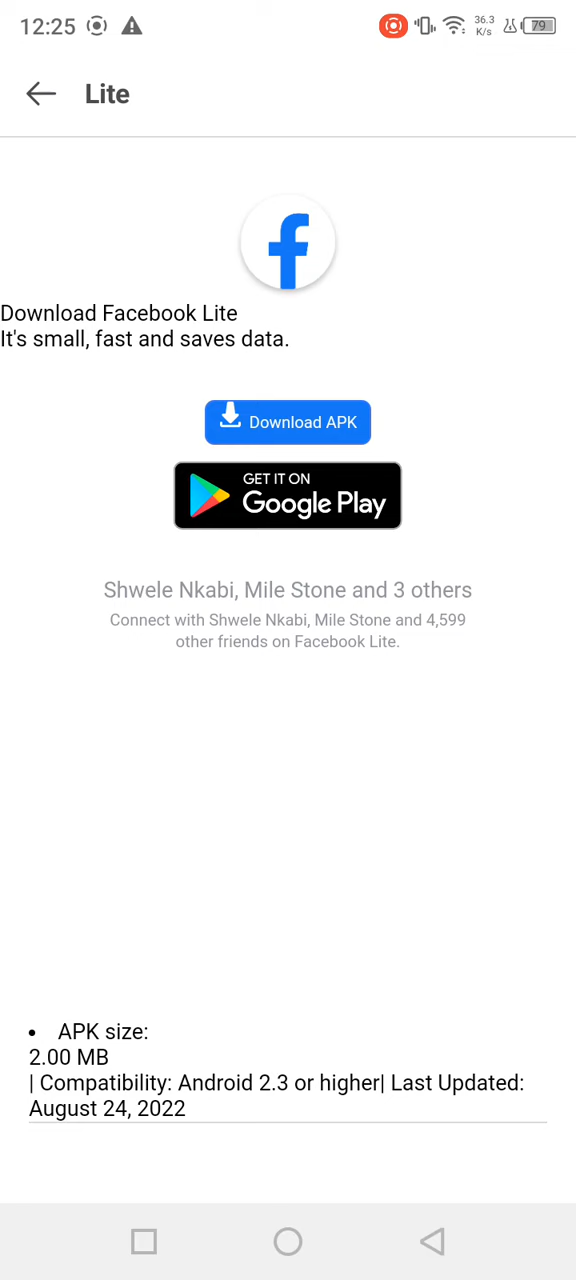 12:25
36.3
K/s
79
Lite
Download Facebook Lite
It's small, fast and saves data.
Download APK
GET IT ON
Google Play
Shwele Nkabi, Mile Stone and 3 others
Connect with Shwele Nkabi, Mile Stone and 4,599
other friends on Facebook Lite.
• APK size:
2.00 MB
| Compatibility: Android 2.3 or higher| Last Updated:
August 24, 2022